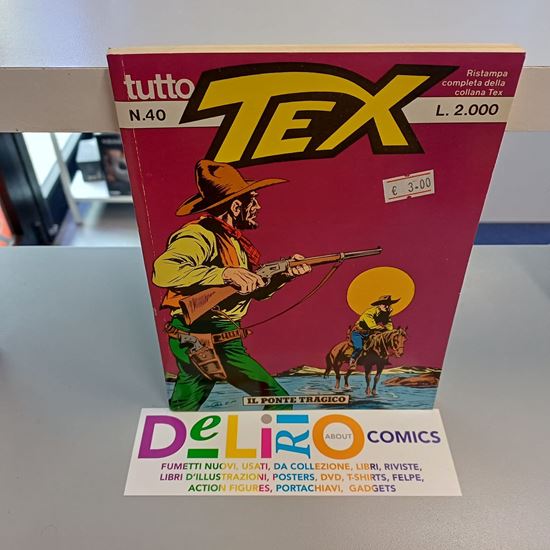 tutto
TEX
N.40
Ristampa
completa della
collana Tex
L. 2.000
€ 3.00
IL PONTE TRAGICO
DeLiRiO
ABOUT
COMICS
FUMETTI NUOVI, USATI, DA COLLEZIONE, LIBRI, RIVISTE,
LIBRI D'ILLUSTRAZIONI, POSTERS, DVD, T-SHIRTS, FELPE,
ACTION FIGURES, PORTACHIAVI, GADGETS